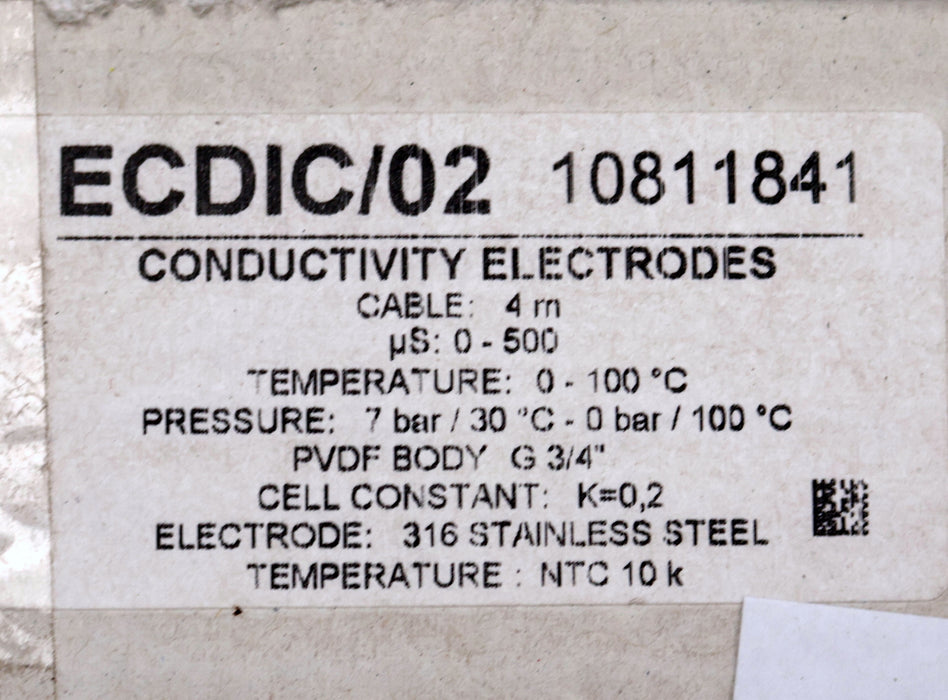 ECDIC/02 10811841
CONDUCTIVITY ELECTRODES
CABLE: 4 m
µS: 0 - 500
TEMPERATURE: 0 - 100 °C
PRESSURE: 7 bar / 30 °C - 0 bar / 100 °C
PVDF BODY G 3/4"
CELL CONSTANT: K=0,2
ELECTRODE: 316 STAINLESS STEEL
TEMPERATURE : NTC 10 k